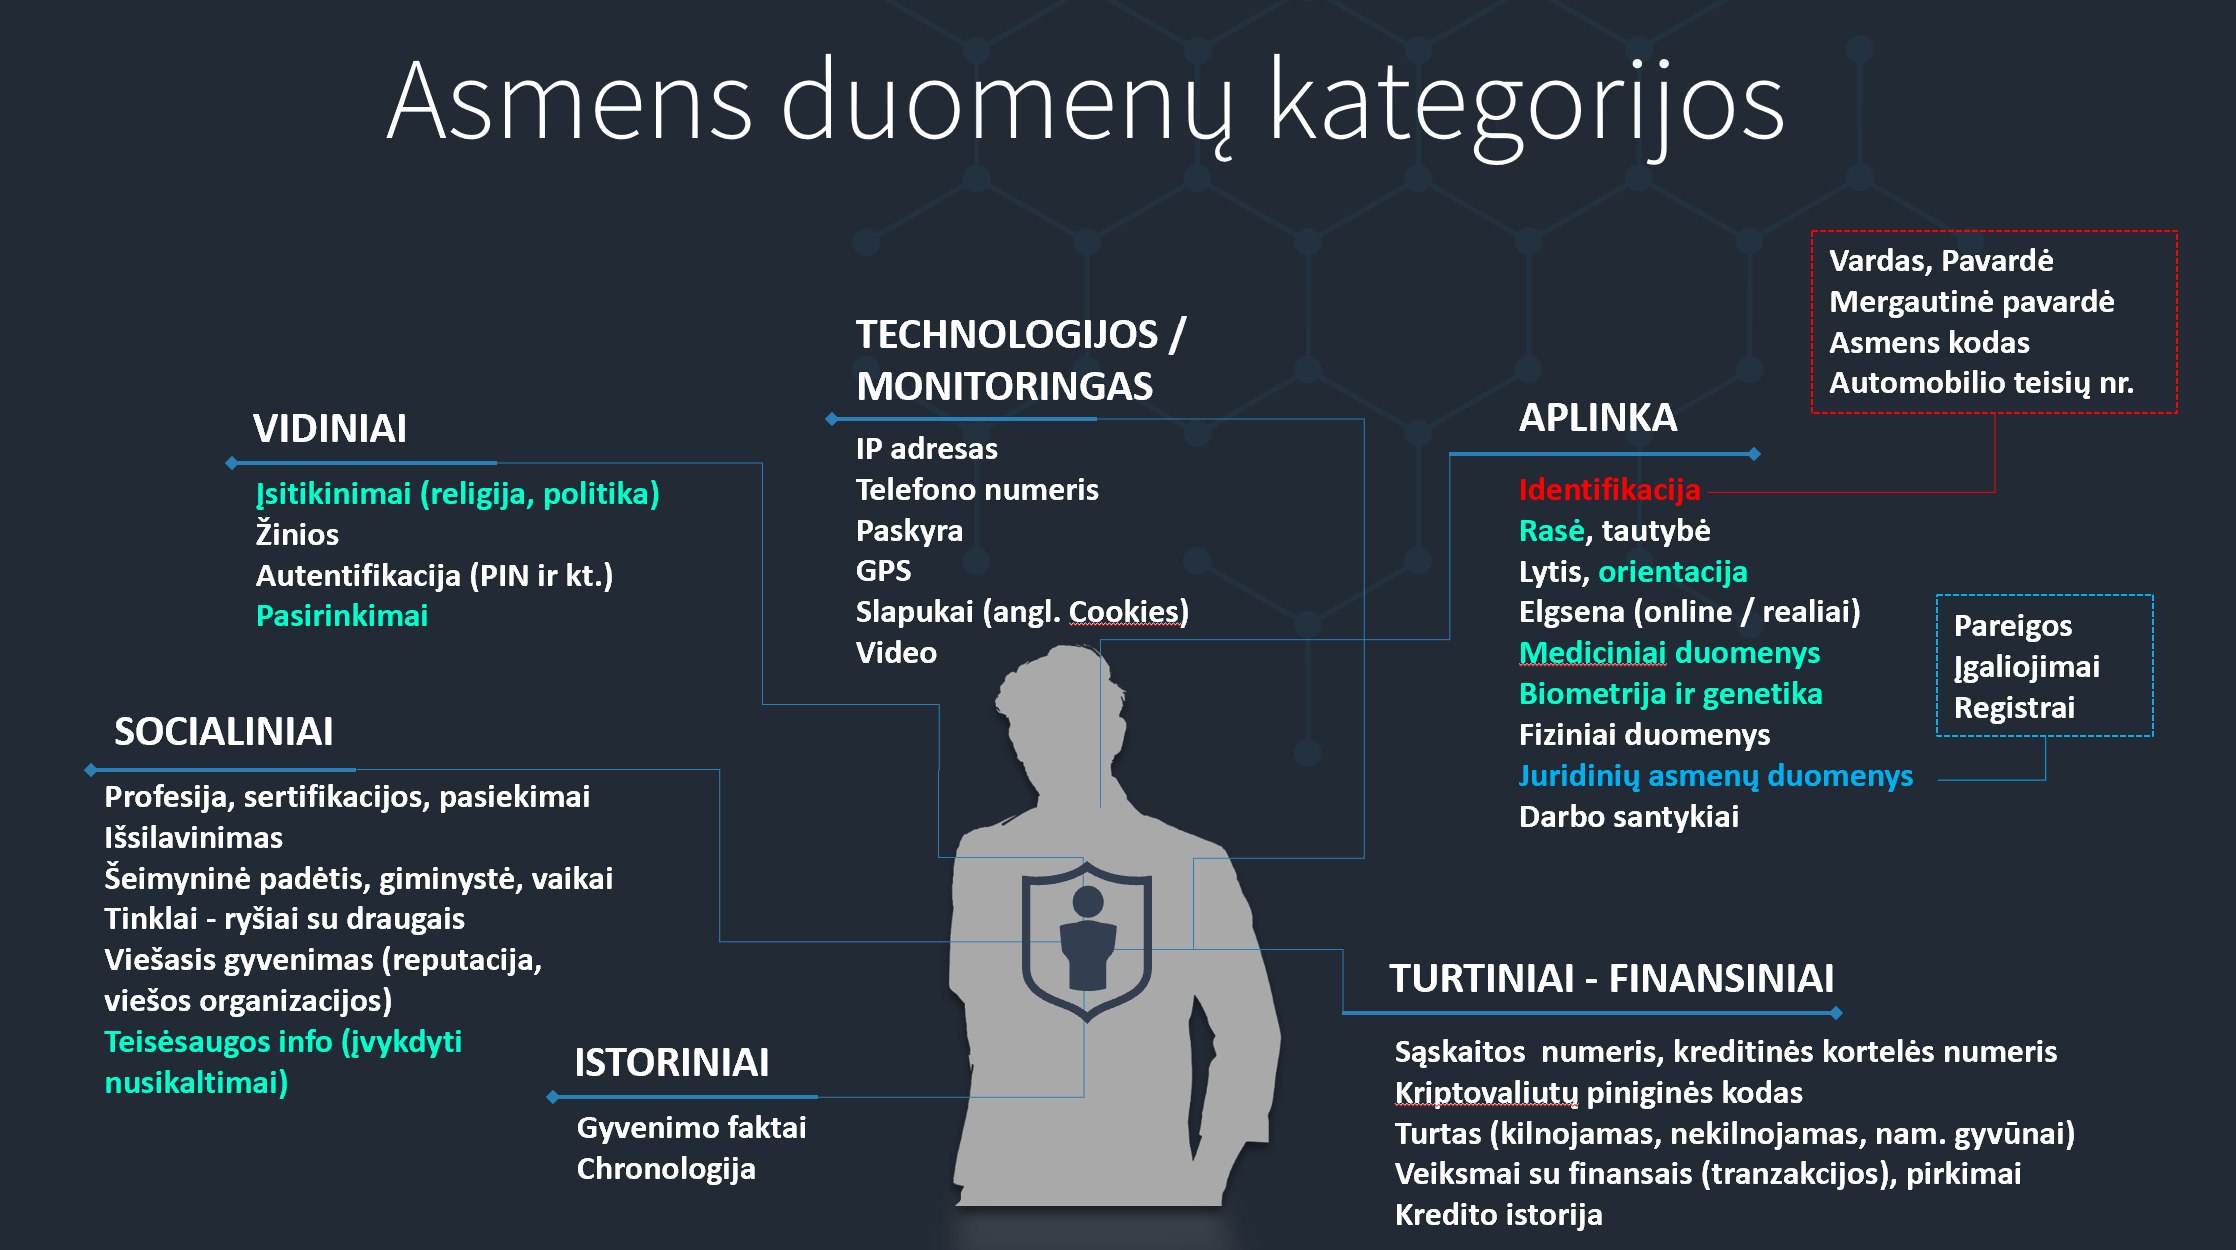 Asmens duomenų kategorijos
VIDINIAI
Įsitikinimai (religija, politika)
Žinios
Autentifikacija (PIN ir kt.)
Pasirinkimai
TECHNOLOGIJOS /
MONITORINGAS
IP adresas
Telefono numeris
Paskyra
GPS
Slapukai (angl. Cookies)
Video
APLINKA
Identifikacija
Rasė, tautybė
Lytis, orientacija
Elgsena (online / realiai)
Mediciniai duomenys
Biometrija ir genetika
Fiziniai duomenys
Juridinių asmenų duomenys
Darbo santykiai
Vardas, Pavardė
Mergautinė pavardė
Asmens kodas
Automobilio teisių nr.
Pareigos
Įgaliojimai
Registrai
SOCIALINIAI
Profesija, sertifikacijos, pasiekimai
Išsilavinimas
Šeimyninė padėtis, giminystė, vaikai
Tinklai - ryšiai su draugais
Viešasis gyvenimas (reputacija,
viešos organizacijos)
Teisėsaugos info (įvykdyti
nusikaltimai)
ISTORINIAI
Gyvenimo faktai
Chronologija
TURTINIAI - FINANSINIAI
Sąskaitos  numeris, kreditinės kortelės numeris
Kriptovaliutų piniginės kodas
Turtas (kilnojamas, nekilnojamas, nam. gyvūnai)
Veiksmai su finansais (tranzakcijos), pirkimai
Kredito istorija